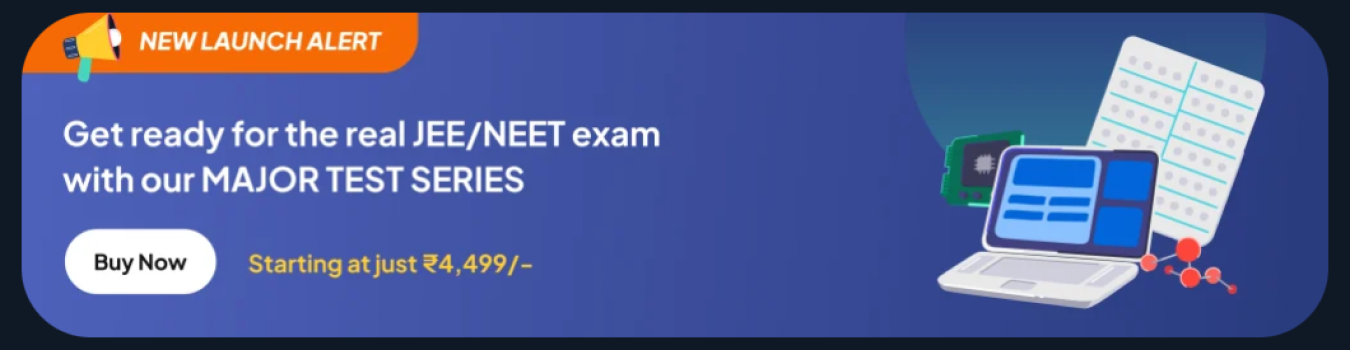 NEW LAUNCH ALERT
Get ready for the real JEE/NEET exam
with our MAJOR TEST SERIES
Buy Now
Starting at just ₹4,499/-